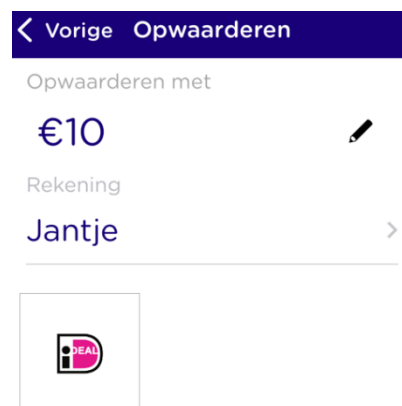 Vorige Opwaarderen
Opwaarderen met
€10
Rekening
Jantje
iDEAL